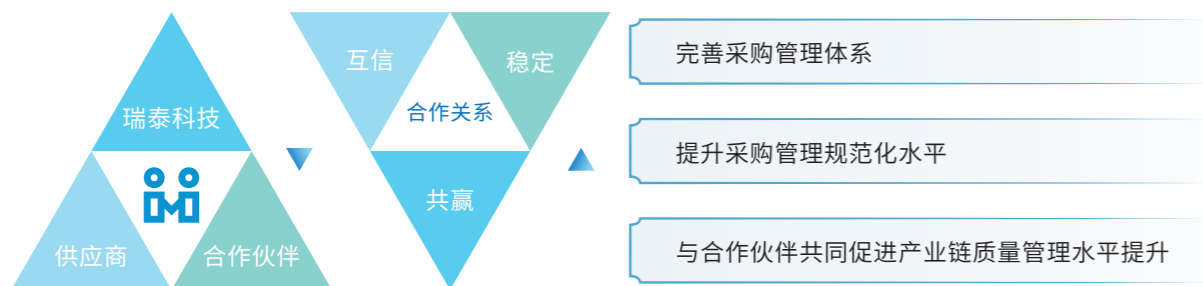 瑞泰科技
供应商
合作伙伴
互信
稳定
合作关系
共赢
完善采购管理体系
提升采购管理规范化水平
与合作伙伴共同促进产业链质量管理水平提升